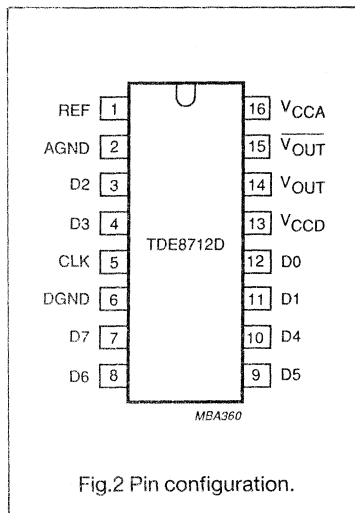 REF 1 16 VCCA
AGND 2 15 V̅O̅U̅T̅
D2 3 14 VOUT
D3 4 13 VCCD
TDE8712D
CLK 5 12 D0
DGND 6 11 D1
D7 7 10 D4
D6 8 9 D5
MBA360
Fig.2 Pin configuration.